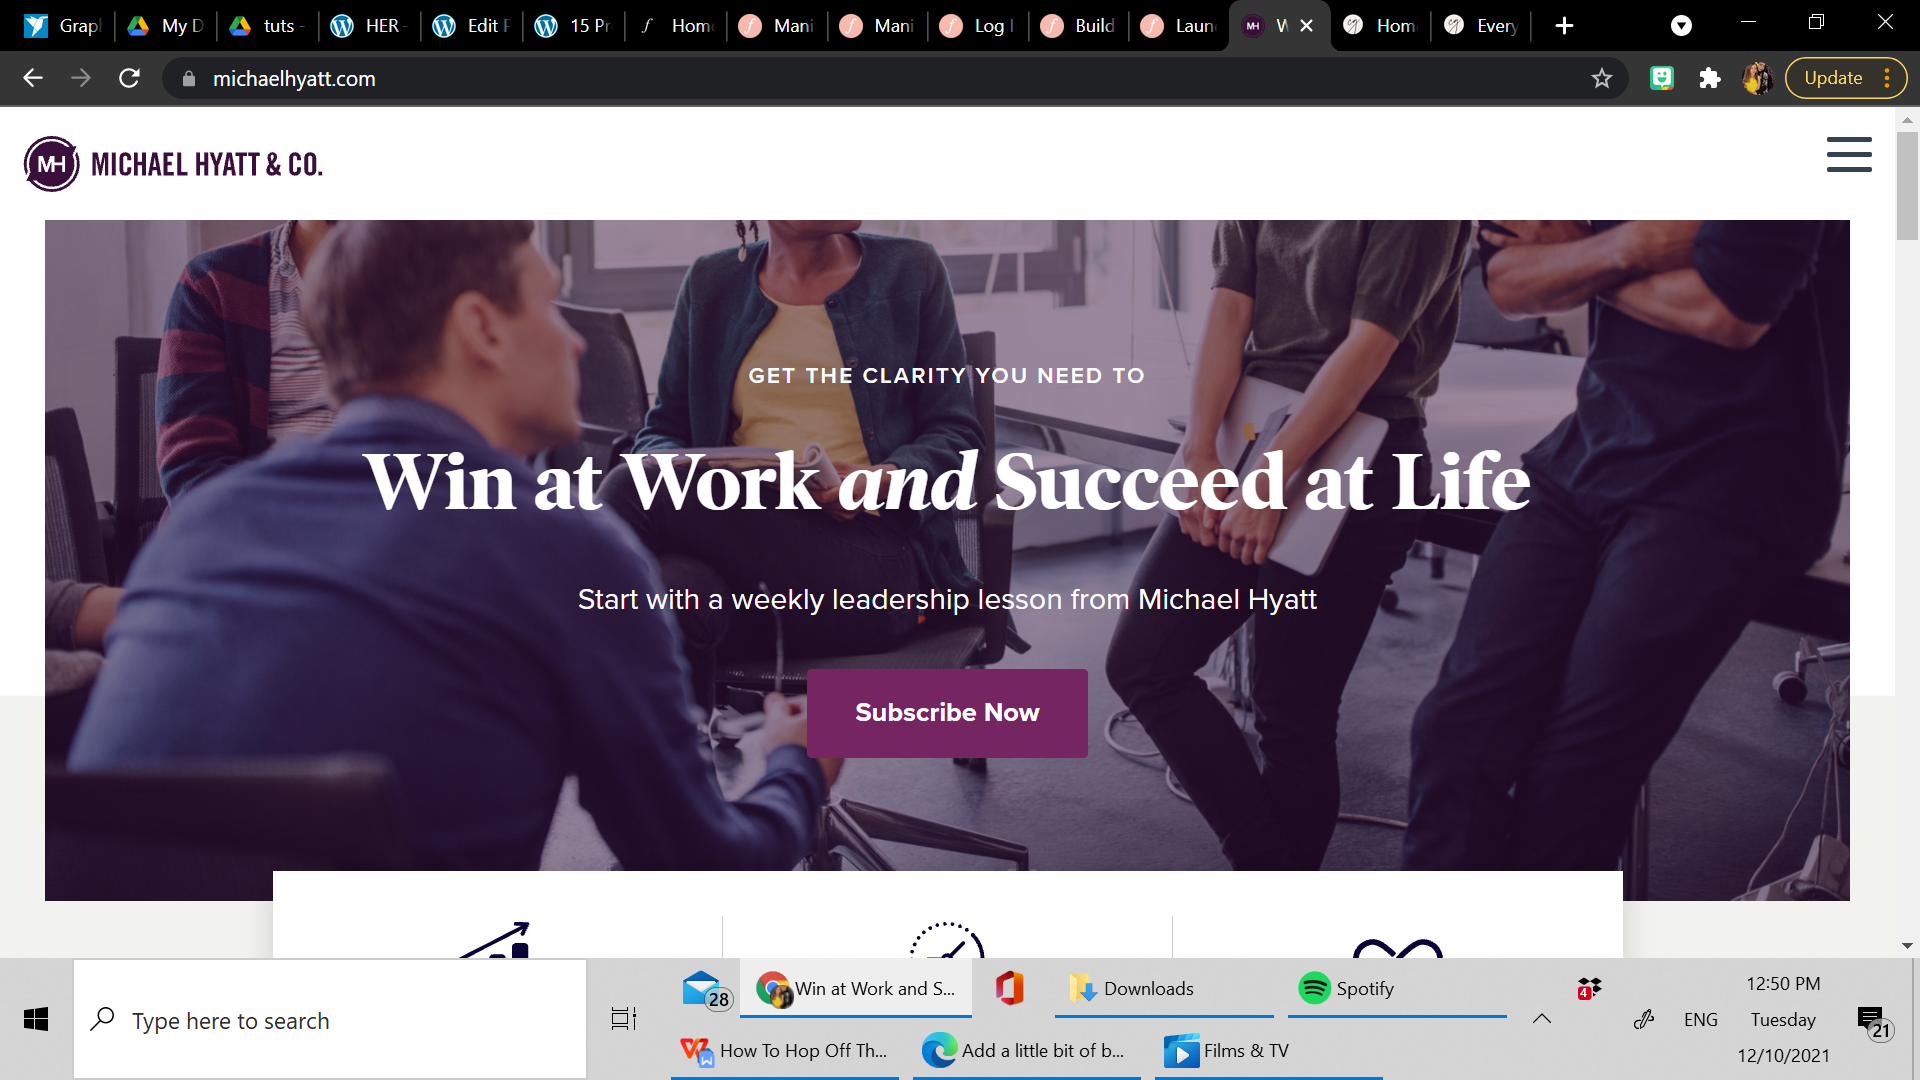 Grap
My D
tuts -
HER -
Edit P
15 Pr
Hom
Mani
Mani
Log I
Build
Laun
W
Hom
Every
michaelhyatt.com
Update
MH MICHAEL HYATT & CO.
GET THE CLARITY YOU NEED TO
Win at Work and Succeed at Life
Start with a weekly leadership lesson from Michael Hyatt
Subscribe Now
Type here to search
28
Win at Work and S...
Downloads
Spotify
4
12:50 PM
How To Hop Off Th...
Add a little bit of b...
Films & TV
ENG
Tuesday
21
12/10/2021